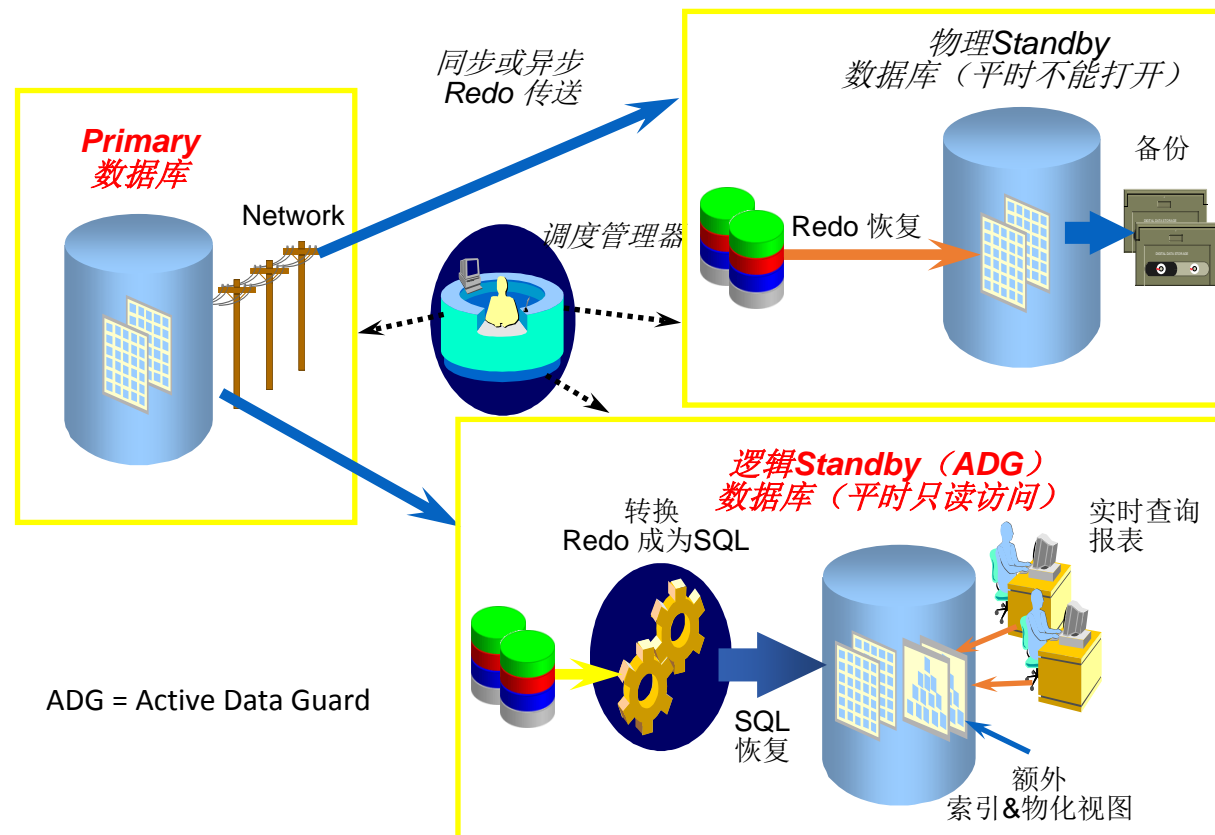 Primary
数据库
Network
同步或异步
Redo 传送
调度管理器
物理Standby
数据库（平时不能打开）
备份
Redo 恢复
逻辑Standby（ADG）
数据库（平时只读访问）
转换
Redo 成为SQL
实时查询
报表
SQL
恢复
额外
索引&物化视图
ADG = Active Data Guard